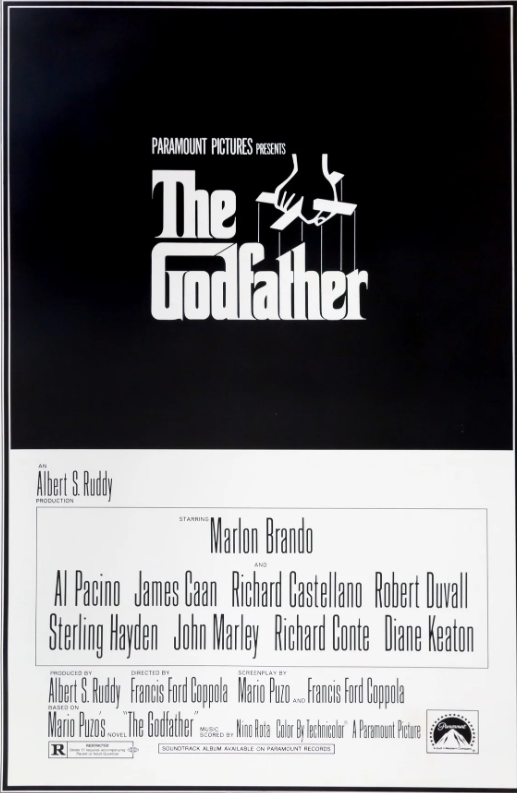 PARAMOUNT PICTURES PRESENTS
The
Godfather
AN
Albert S. Ruddy
PRODUCTION
STARRING Marlon Brando
AND
Al Pacino James Caan Richard Castellano Robert Duvall
Sterling Hayden John Marley Richard Conte Diane Keaton
PRODUCED BY DIRECTED BY SCREENPLAY BY
Albert S. Ruddy Francis Ford Coppola Mario Puzo AND Francis Ford Coppola
BASED ON
Mario Puzo's NOVEL "The Godfather" MUSIC SCORED BY Nino Rota Color By Technicolor® A Paramount Picture
R RESTRICTED
SOUNDTRACK ALBUM AVAILABLE ON PARAMOUNT RECORDS
Paramount